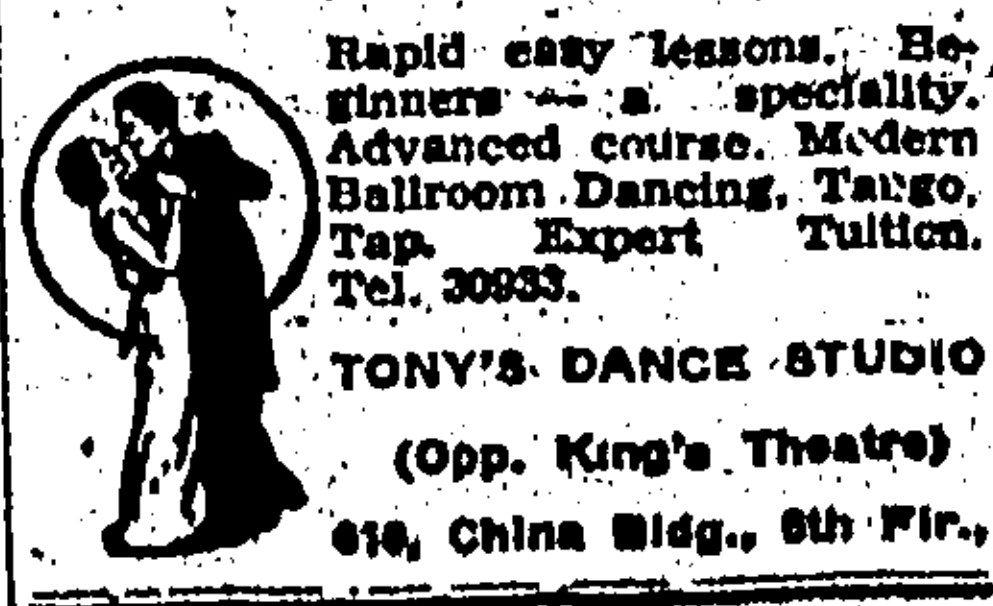 Rapid easy lessons. Be-
ginners — a speciality.
Advanced course. Modern
Ballroom Dancing, Tango,
Tap. Expert Tuition.
Tel. 30933.
TONY'S DANCE STUDIO
(Opp. King's Theatre)
China Bldg., 6th Flr.,